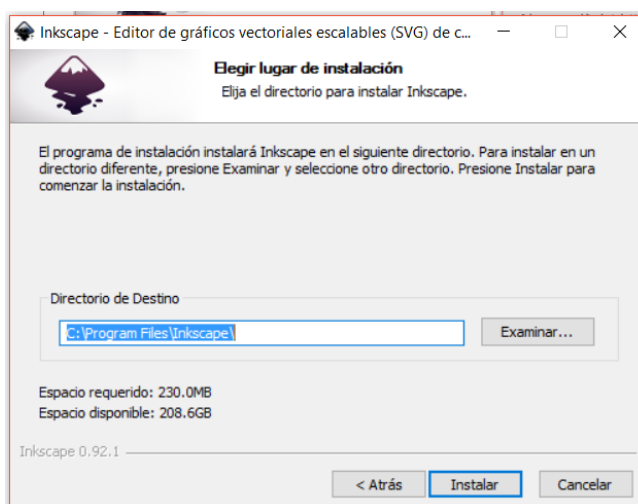 Inkscape - Editor de gráficos vectoriales escalables (SVG) de c...
Elegir lugar de instalación
Elija el directorio para instalar Inkscape.
El programa de instalación instalará Inkscape en el siguiente directorio. Para instalar en un
directorio diferente, presione Examinar y seleccione otro directorio. Presione Instalar para
comenzar la instalación.
Directorio de Destino
C:\Program Files\Inkscape\
Examinar...
Espacio requerido: 230.0MB
Espacio disponible: 208.6GB
Inkscape 0.92.1
< Atrás
Instalar
Cancelar